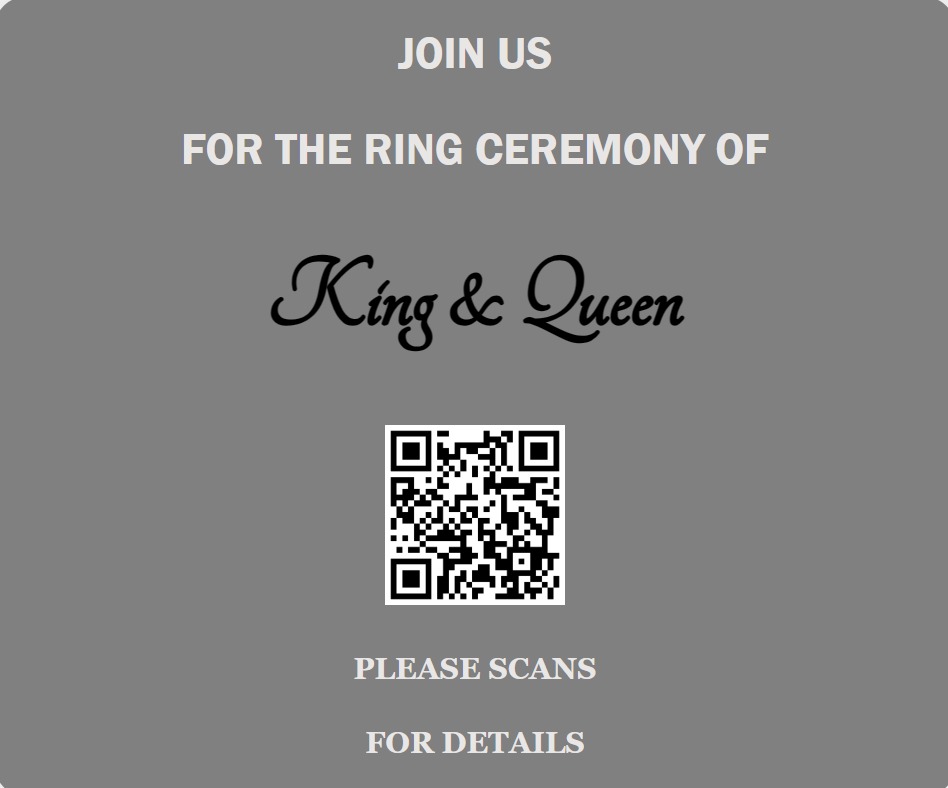 JOIN US
FOR THE RING CEREMONY OF
King & Queen
PLEASE SCANS
FOR DETAILS